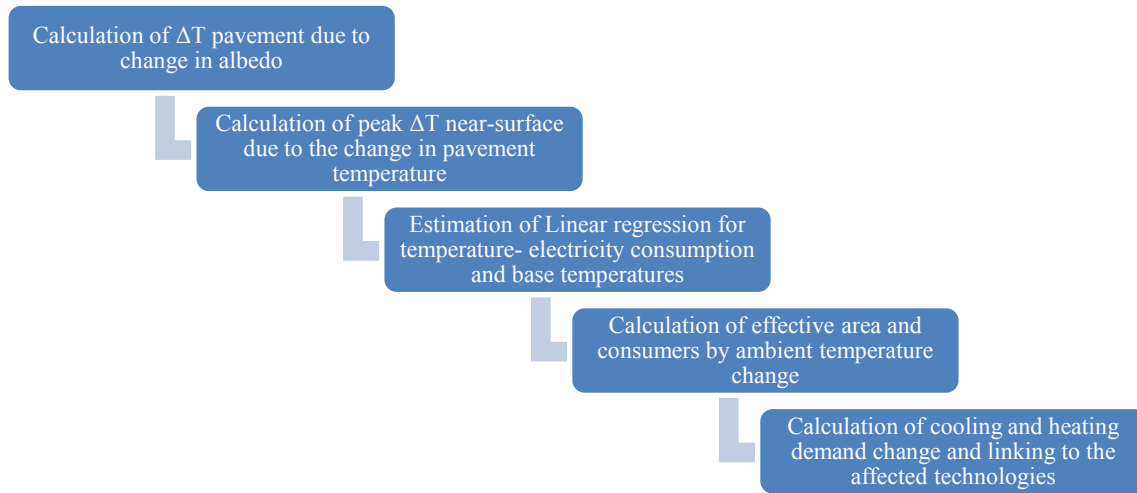 Calculation of ΔT pavement due to
change in albedo
Calculation of peak ΔT near-surface
due to the change in pavement
temperature
Estimation of Linear regression for
temperature- electricity consumption
and base temperatures
Calculation of effective area and
consumers by ambient temperature
change
Calculation of cooling and heating
demand change and linking to the
affected technologies